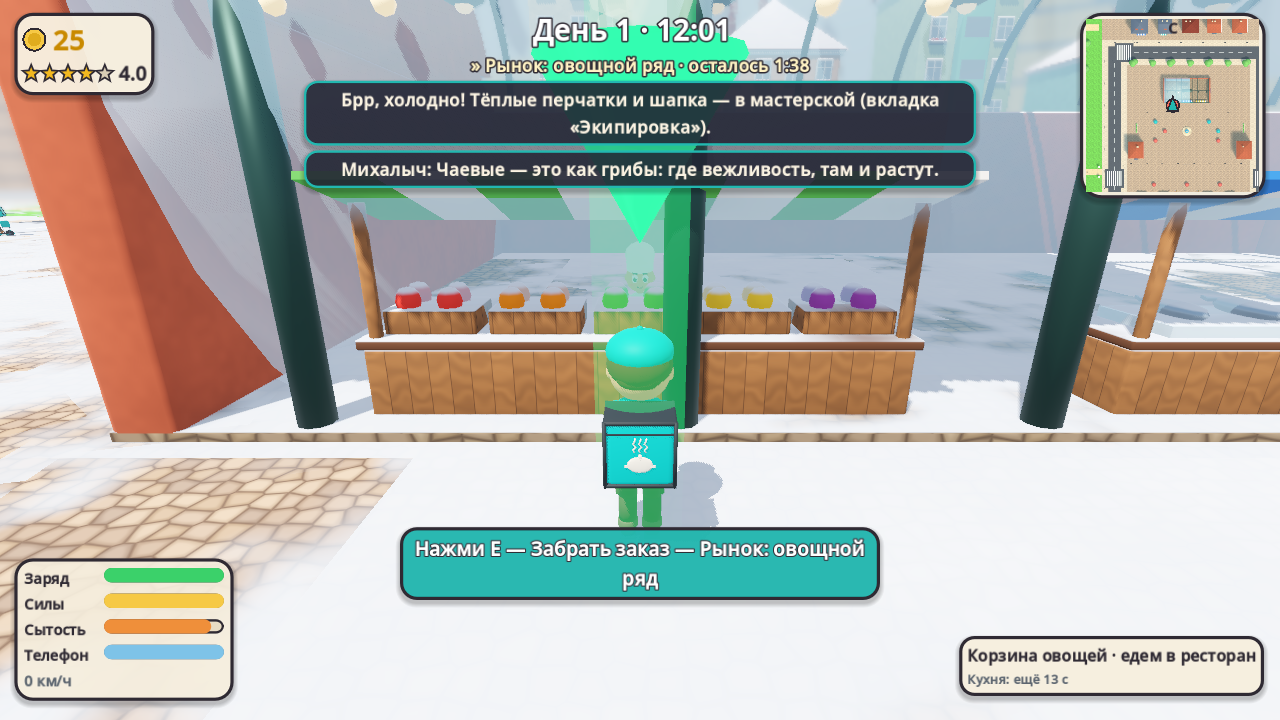 25
4.0
День 1 · 12:01
» Рынок: овощной ряд · осталось 1:38
Брр, холодно! Тёплые перчатки и шапка — в мастерской (вкладка
«Экипировка»).
Михалыч: Чаевые — это как грибы: где вежливость, там и растут.
С
Нажми E — Забрать заказ — Рынок: овощной
ряд
Заряд
Силы
Сытость
Телефон
0 км/ч
Корзина овощей · едем в ресторан
Кухня: ещё 13 с